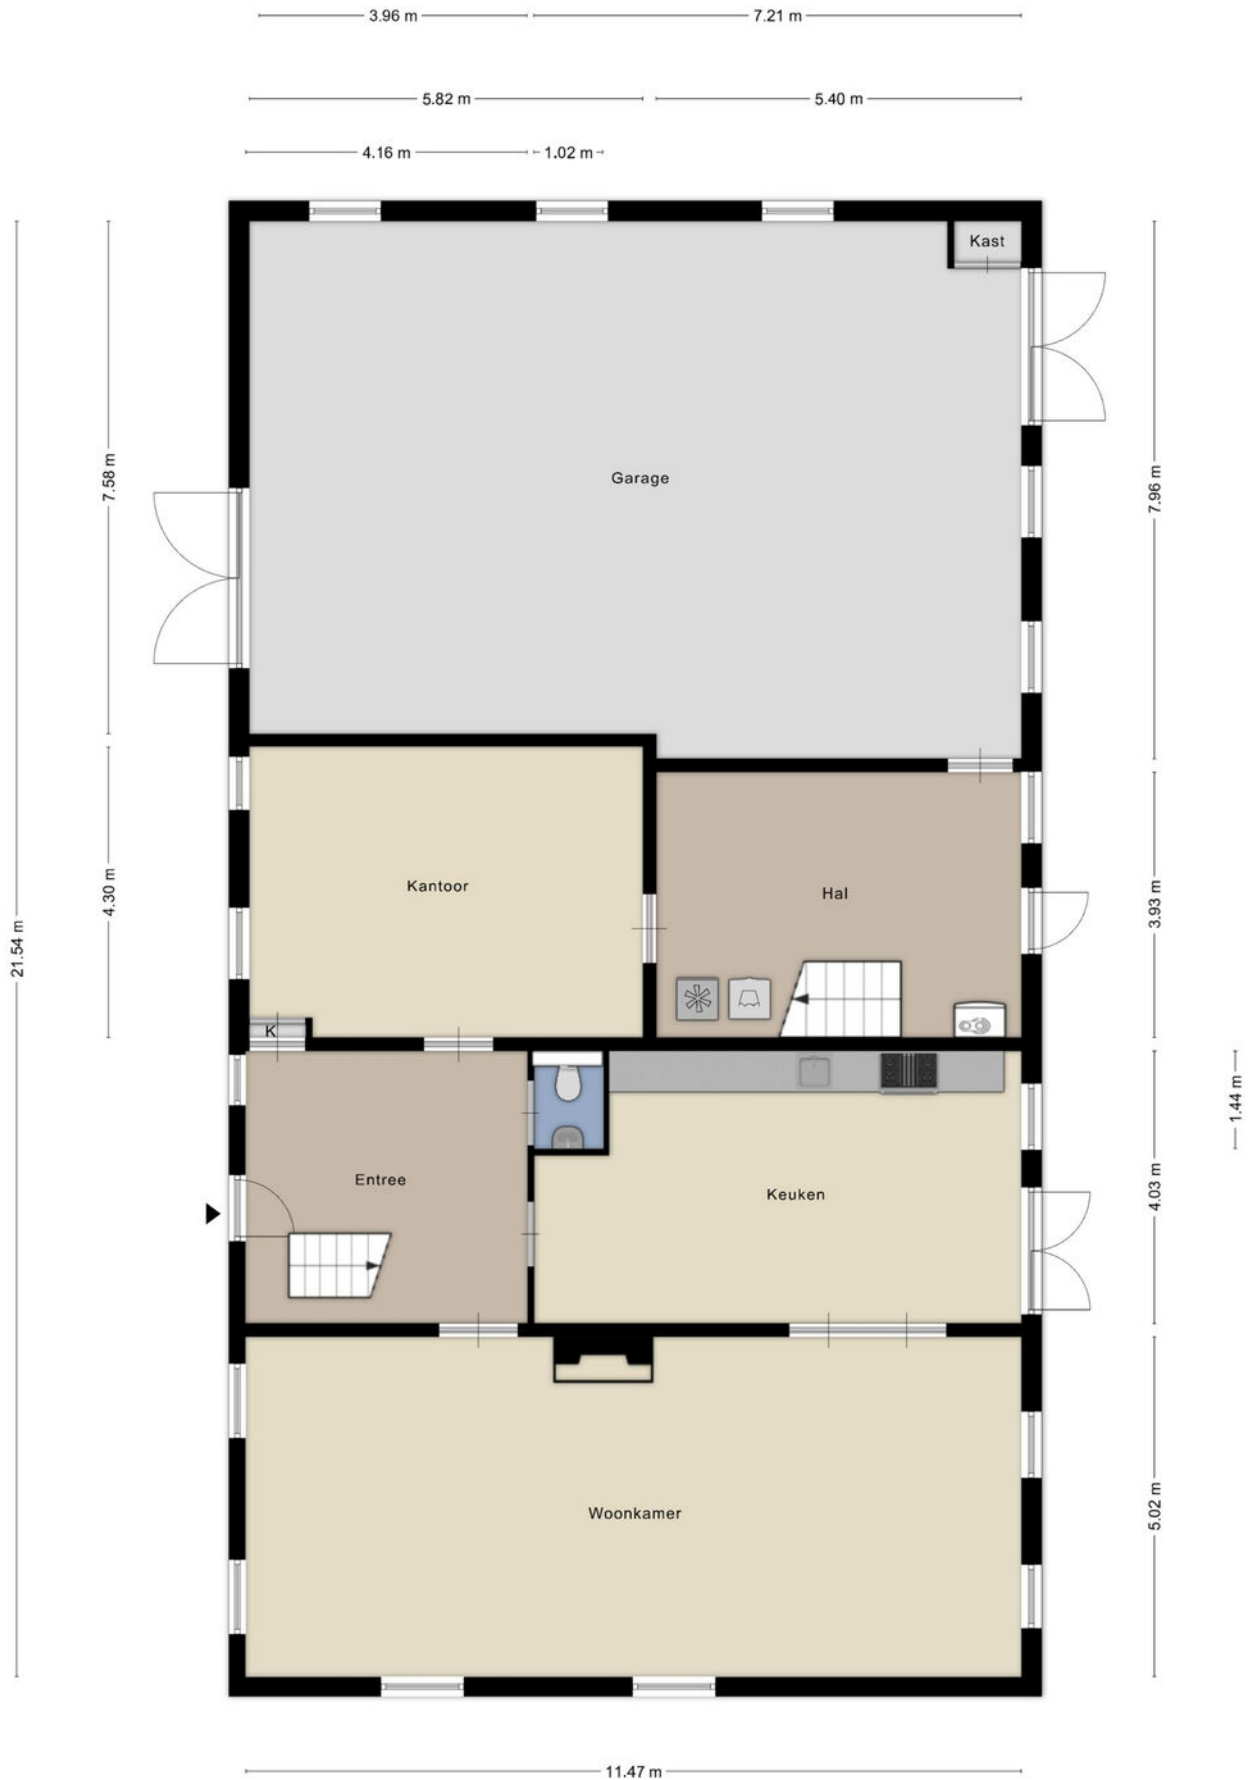 3.96 m
7.21 m
5.82 m
5.40 m
4.16 m
1.02 m
Kast
7.58 m
Garage
7.96 m
4.30 m
Kantoor
Hal
3.93 m
21.54 m
K
1.44 m
Entree
Keuken
4.03 m
Woonkamer
5.02 m
11.47 m